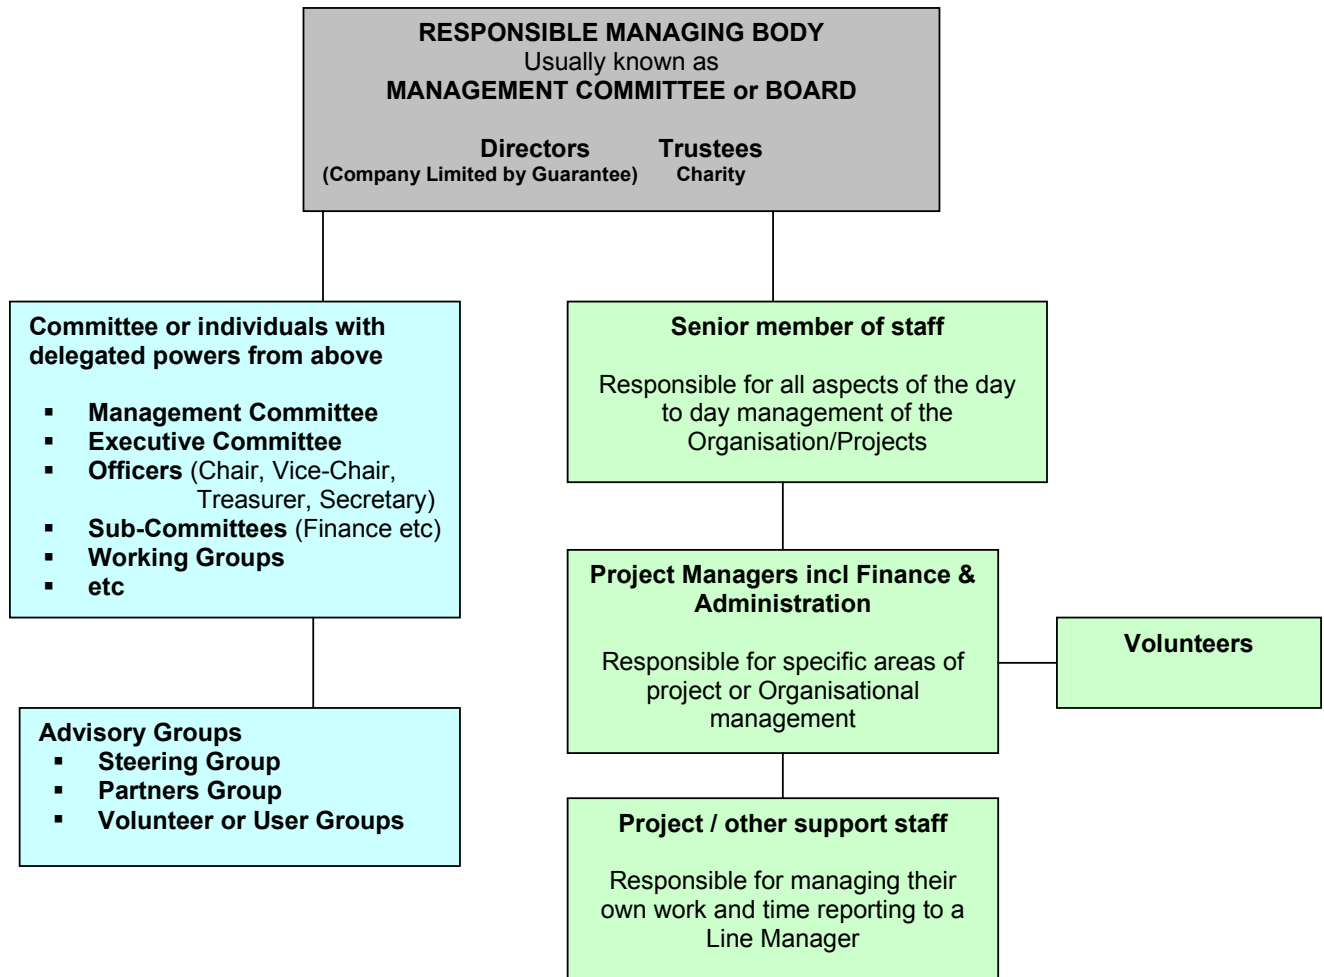 RESPONSIBLE MANAGING BODY
Usually known as
MANAGEMENT COMMITTEE or BOARD
Directors Trustees
(Company Limited by Guarantee) Charity
Committee or individuals with
delegated powers from above
▪ Management Committee
▪ Executive Committee
▪ Officers (Chair, Vice-Chair,
Treasurer, Secretary)
▪ Sub-Committees (Finance etc)
▪ Working Groups
▪ etc
Advisory Groups
▪ Steering Group
▪ Partners Group
▪ Volunteer or User Groups
Senior member of staff
Responsible for all aspects of the day
to day management of the
Organisation/Projects
Project Managers incl Finance &
Administration
Responsible for specific areas of
project or Organisational
management
Volunteers
Project / other support staff
Responsible for managing their
own work and time reporting to a
Line Manager